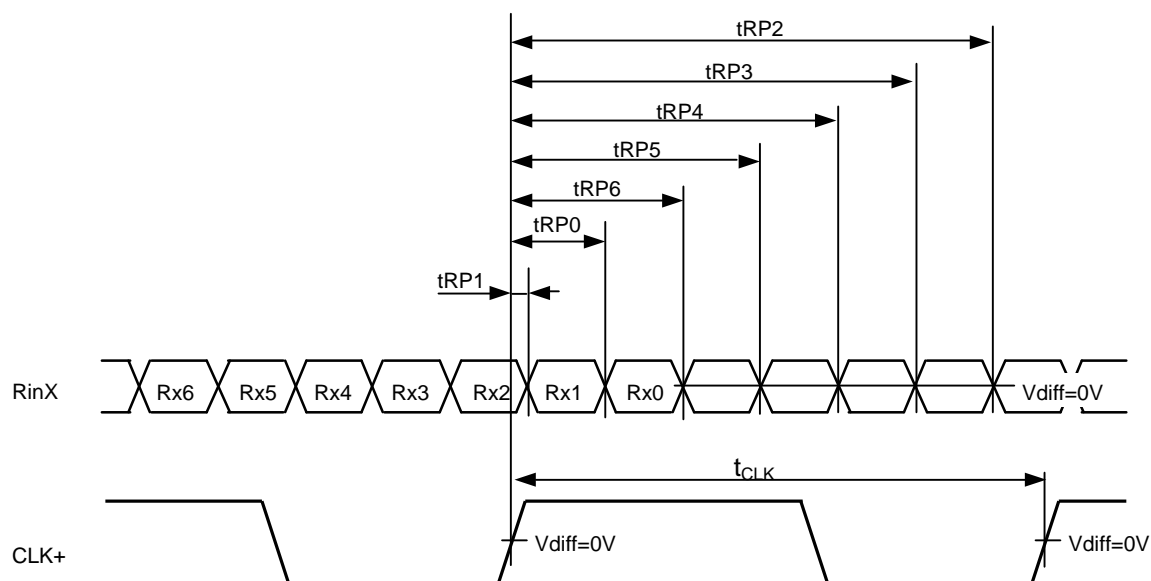 tRP2
tRP3
tRP4
tRP5
tRP6
tRP0
tRP1
RinX Rx6 Rx5 Rx4 Rx3 Rx2 Rx1 Rx0 Vdiff=0V
tCLK
CLK+ Vdiff=0V Vdiff=0V